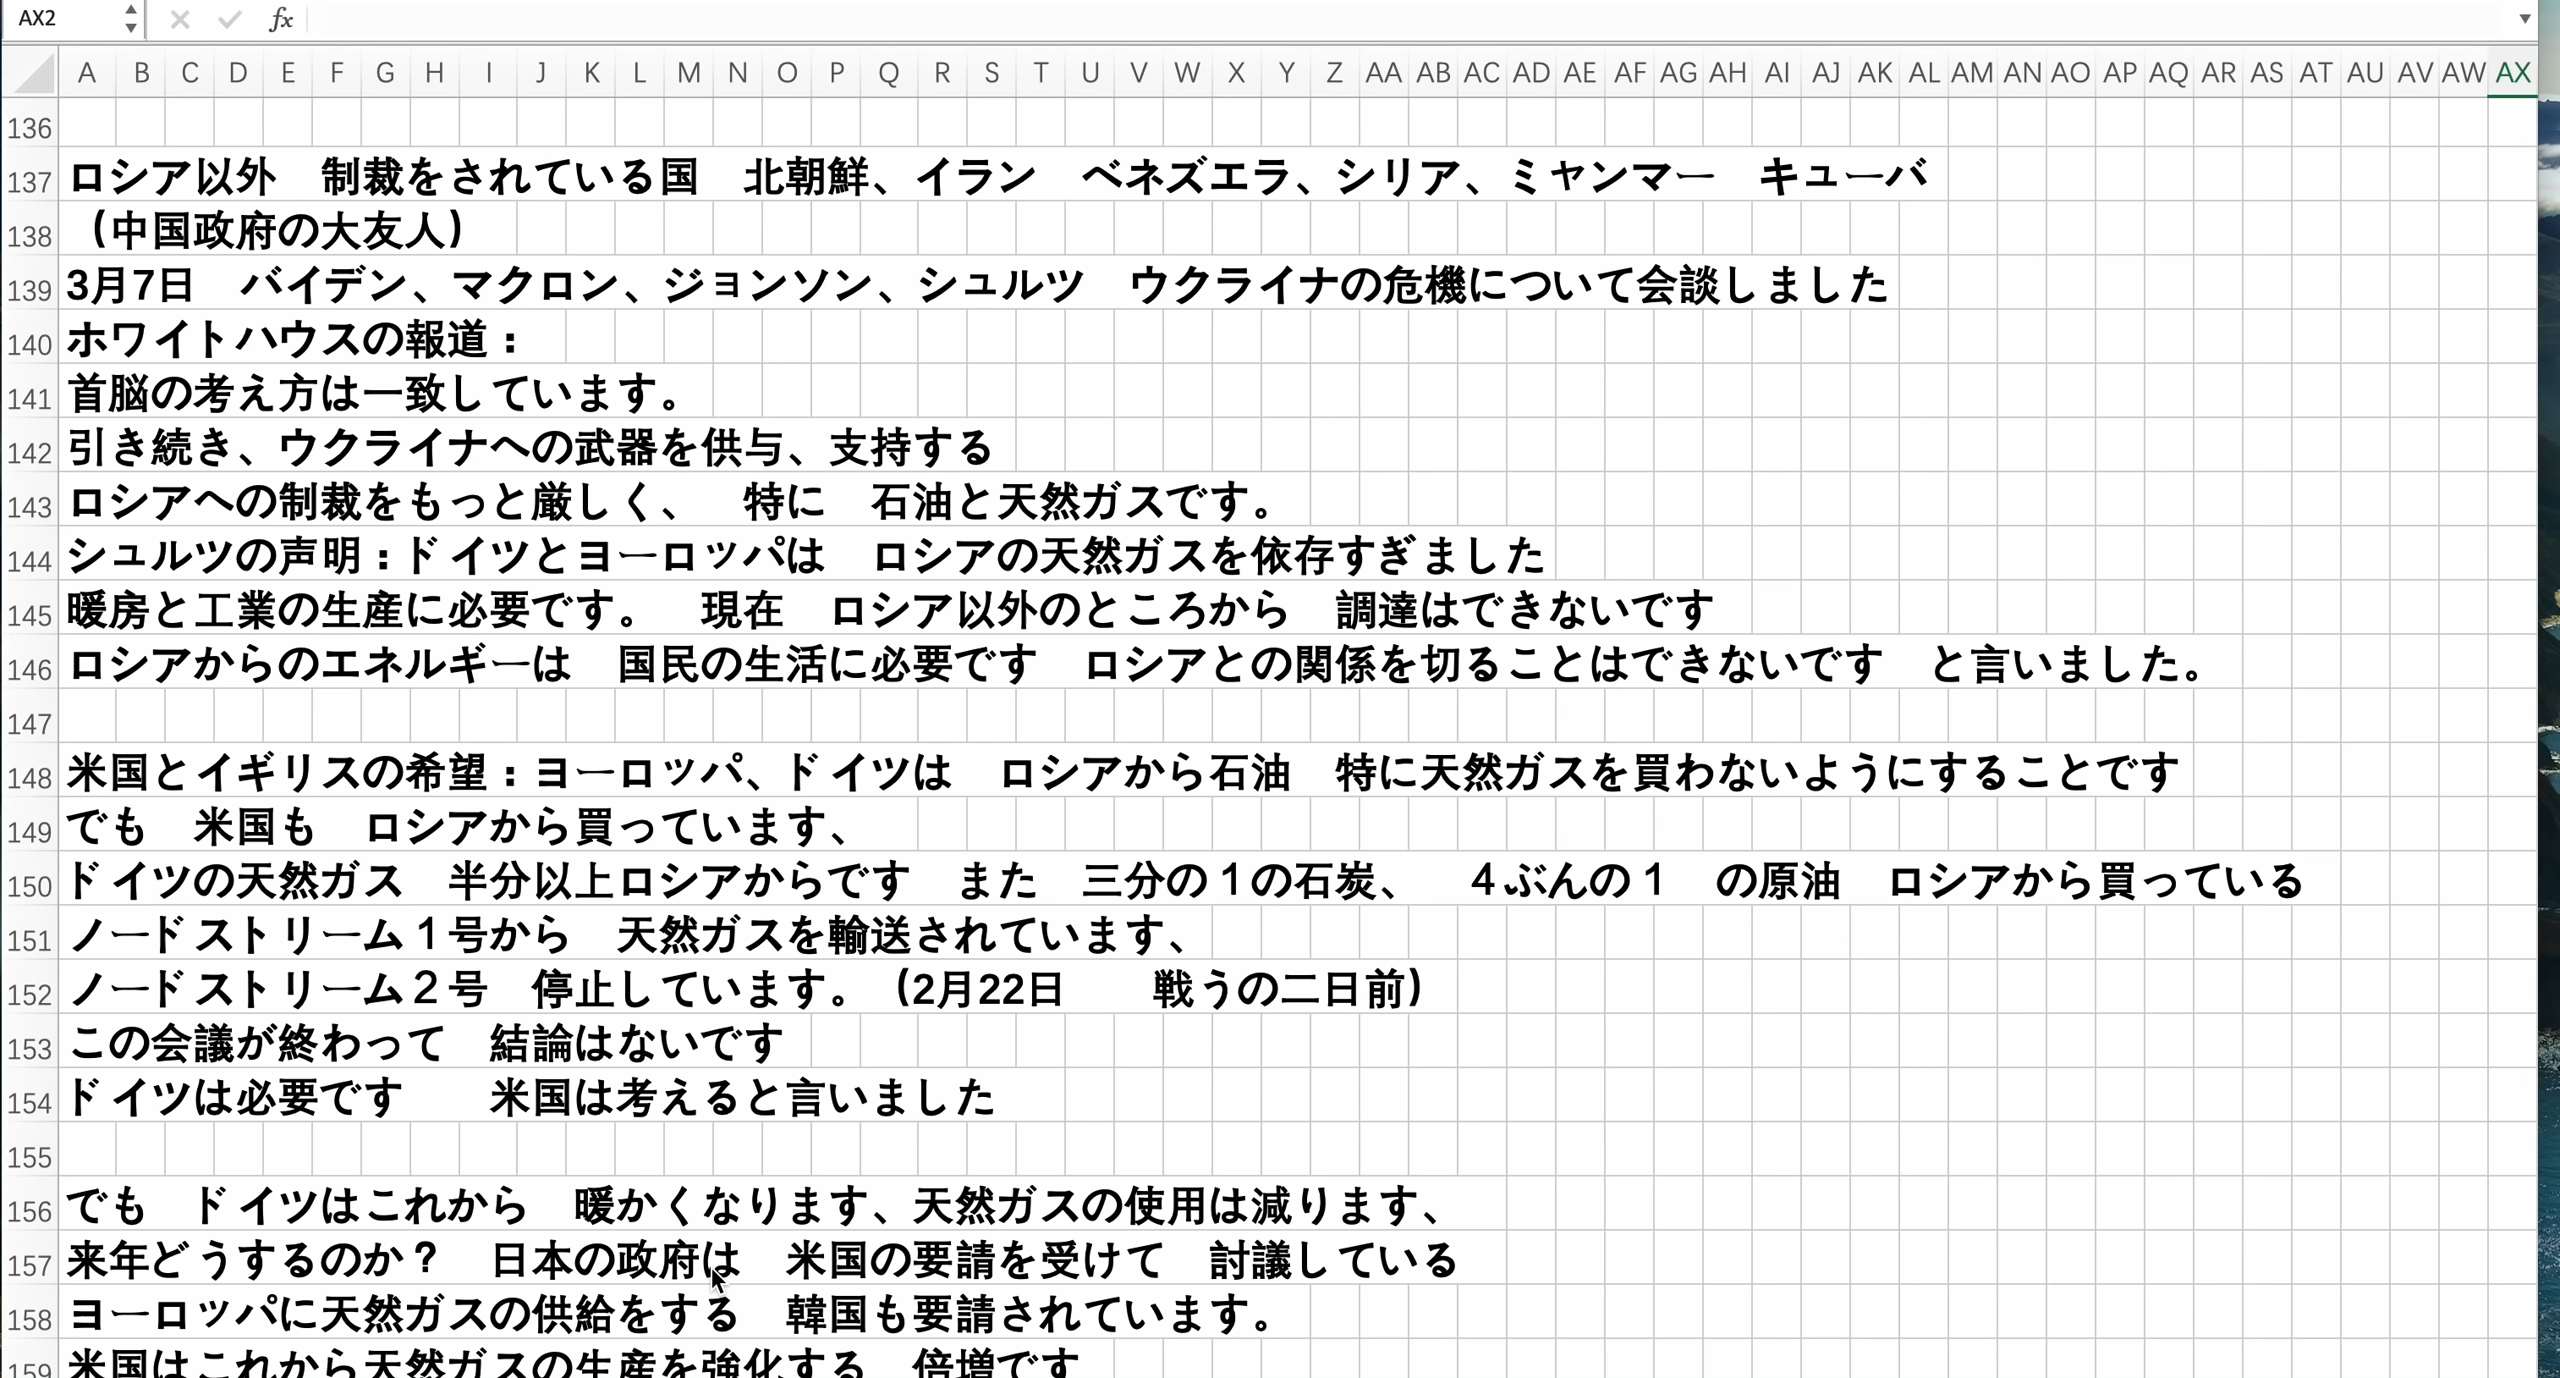 AX2 fx
A B C D E F G H I J K L M N O P Q R S T U V W X Y Z AA AB AC AD AE AF AG AH AI AJ AK AL AM AN AO AP AQ AR AS AT AU AV AW AX
136
137 ロシア以外　制裁をされている国　北朝鮮、イラン　ベネズエラ、シリア、ミャンマー　キューバ
138 （中国政府の大友人）
139 3月7日　バイデン、マクロン、ジョンソン、シュルツ　ウクライナの危機について会談しました
140 ホワイトハウスの報道：
141 首脳の考え方は一致しています。
142 引き続き、ウクライナへの武器を供与、支持する
143 ロシアへの制裁をもっと厳しく、　特に　石油と天然ガスです。
144 シュルツの声明：ドイツとヨーロッパは　ロシアの天然ガスを依存すぎました
145 暖房と工業の生産に必要です。　現在　ロシア以外のところから　調達はできないです
146 ロシアからのエネルギーは　国民の生活に必要です　ロシアとの関係を切ることはできないです　と言いました。
147
148 米国とイギリスの希望：ヨーロッパ、ドイツは　ロシアから石油　特に天然ガスを買わないようにすることです
149 でも　米国も　ロシアから買っています、
150 ドイツの天然ガス　半分以上ロシアからです　また　三分の１の石炭、　４ぶんの１　の原油　ロシアから買っている
151 ノードストリーム１号から　天然ガスを輸送されています、
152 ノードストリーム２号　停止しています。（2月22日　　戦うの二日前）
153 この会議が終わって　結論はないです
154 ドイツは必要です　　米国は考えると言いました
155
156 でも　ドイツはこれから　暖かくなります、天然ガスの使用は減ります、
157 来年どうするのか？　日本の政府は　米国の要請を受けて　討議している
158 ヨーロッパに天然ガスの供給をする　韓国も要請されています。
159 米国はこれから天然ガスの生産を強化する　倍増です